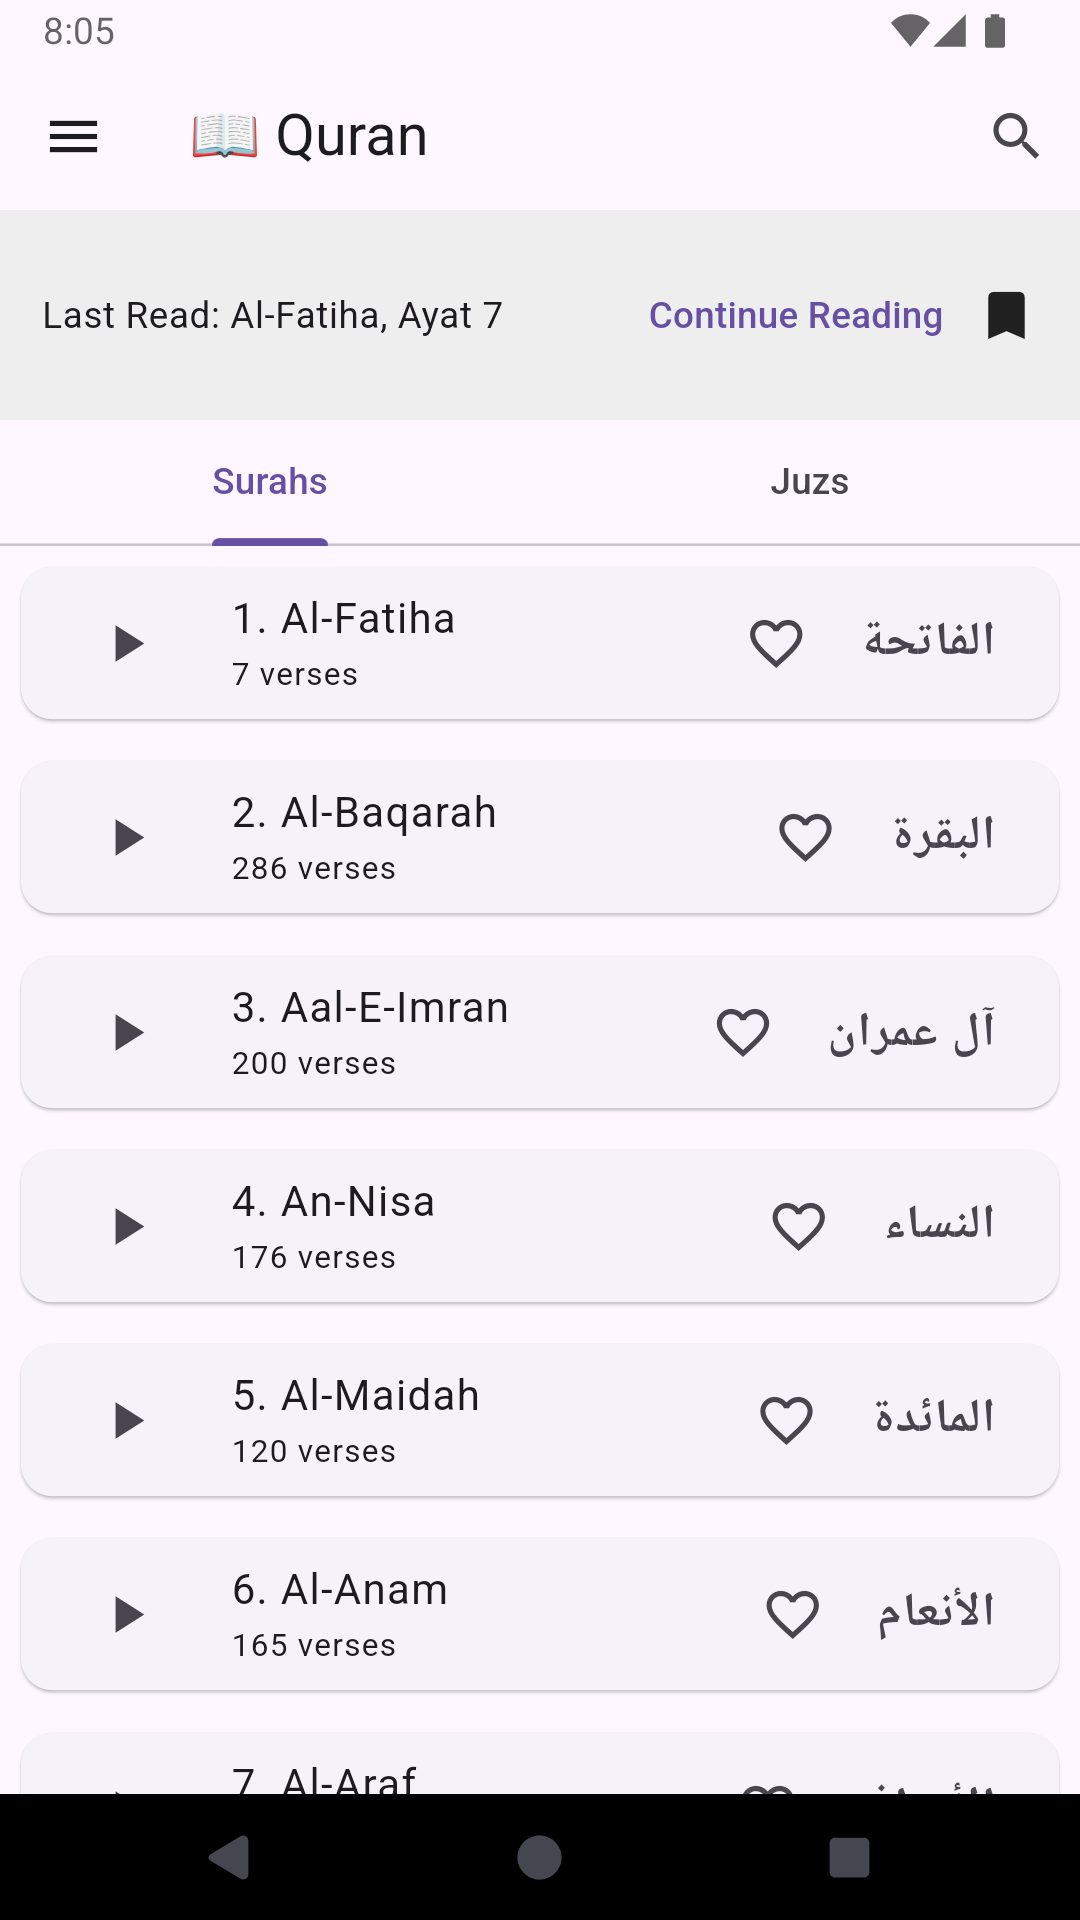 8:05
📖 Quran
Last Read: Al-Fatiha, Ayat 7
Continue Reading
Surahs
Juzs
1. Al-Fatiha
7 verses
الفاتحة
2. Al-Baqarah
286 verses
البقرة
3. Aal-E-Imran
200 verses
آل عمران
4. An-Nisa
176 verses
النساء
5. Al-Maidah
120 verses
المائدة
6. Al-Anam
165 verses
الأنعام
7. Al-Araf